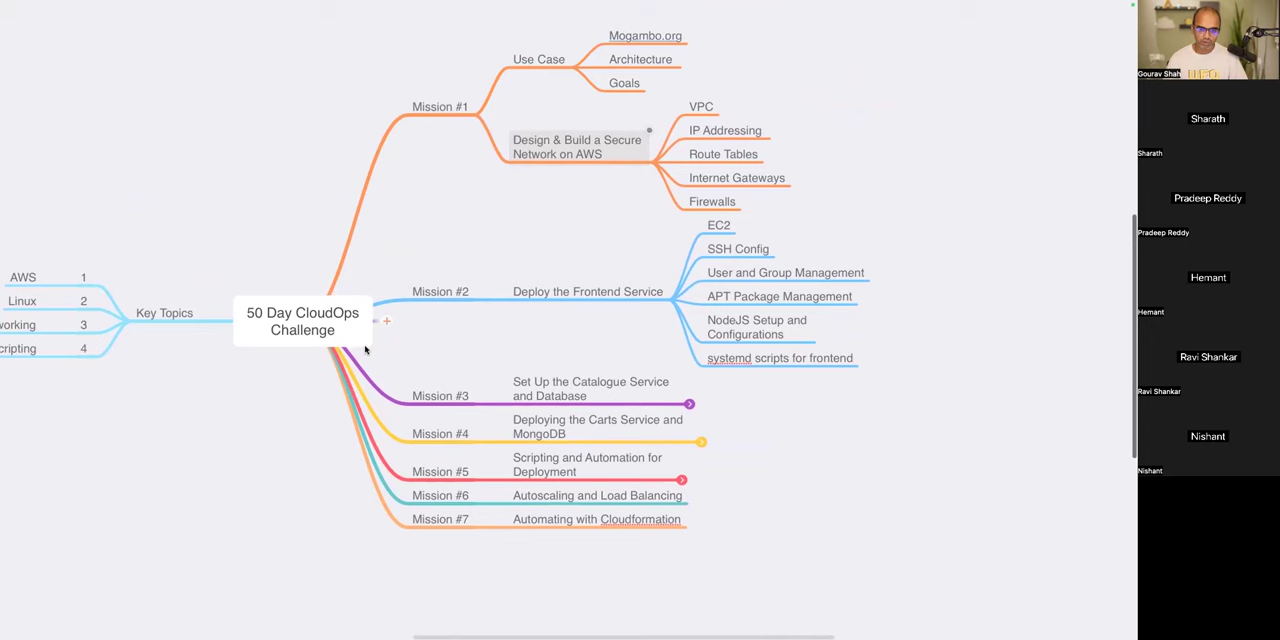 Mogambo.org
Use Case
Architecture
Goals
Mission #1
VPC
Design & Build a Secure
Network on AWS
IP Addressing
Route Tables
Internet Gateways
Firewalls
EC2
SSH Config
User and Group Management
Mission #2
Deploy the Frontend Service
APT Package Management
NodeJS Setup and
Configurations
systemd scripts for frontend
AWS 1
Linux 2
working 3
cripting 4
Key Topics
50 Day CloudOps
Challenge
+
Mission #3
Set Up the Catalogue Service
and Database
Mission #4
Deploying the Carts Service and
MongoDB
Mission #5
Scripting and Automation for
Deployment
Mission #6
Autoscaling and Load Balancing
Mission #7
Automating with Cloudformation
Gourav Shah
Sharath
Sharath
Pradeep Reddy
Pradeep Reddy
Hemant
Hemant
Ravi Shankar
Ravi Shankar
Nishant
Nishant